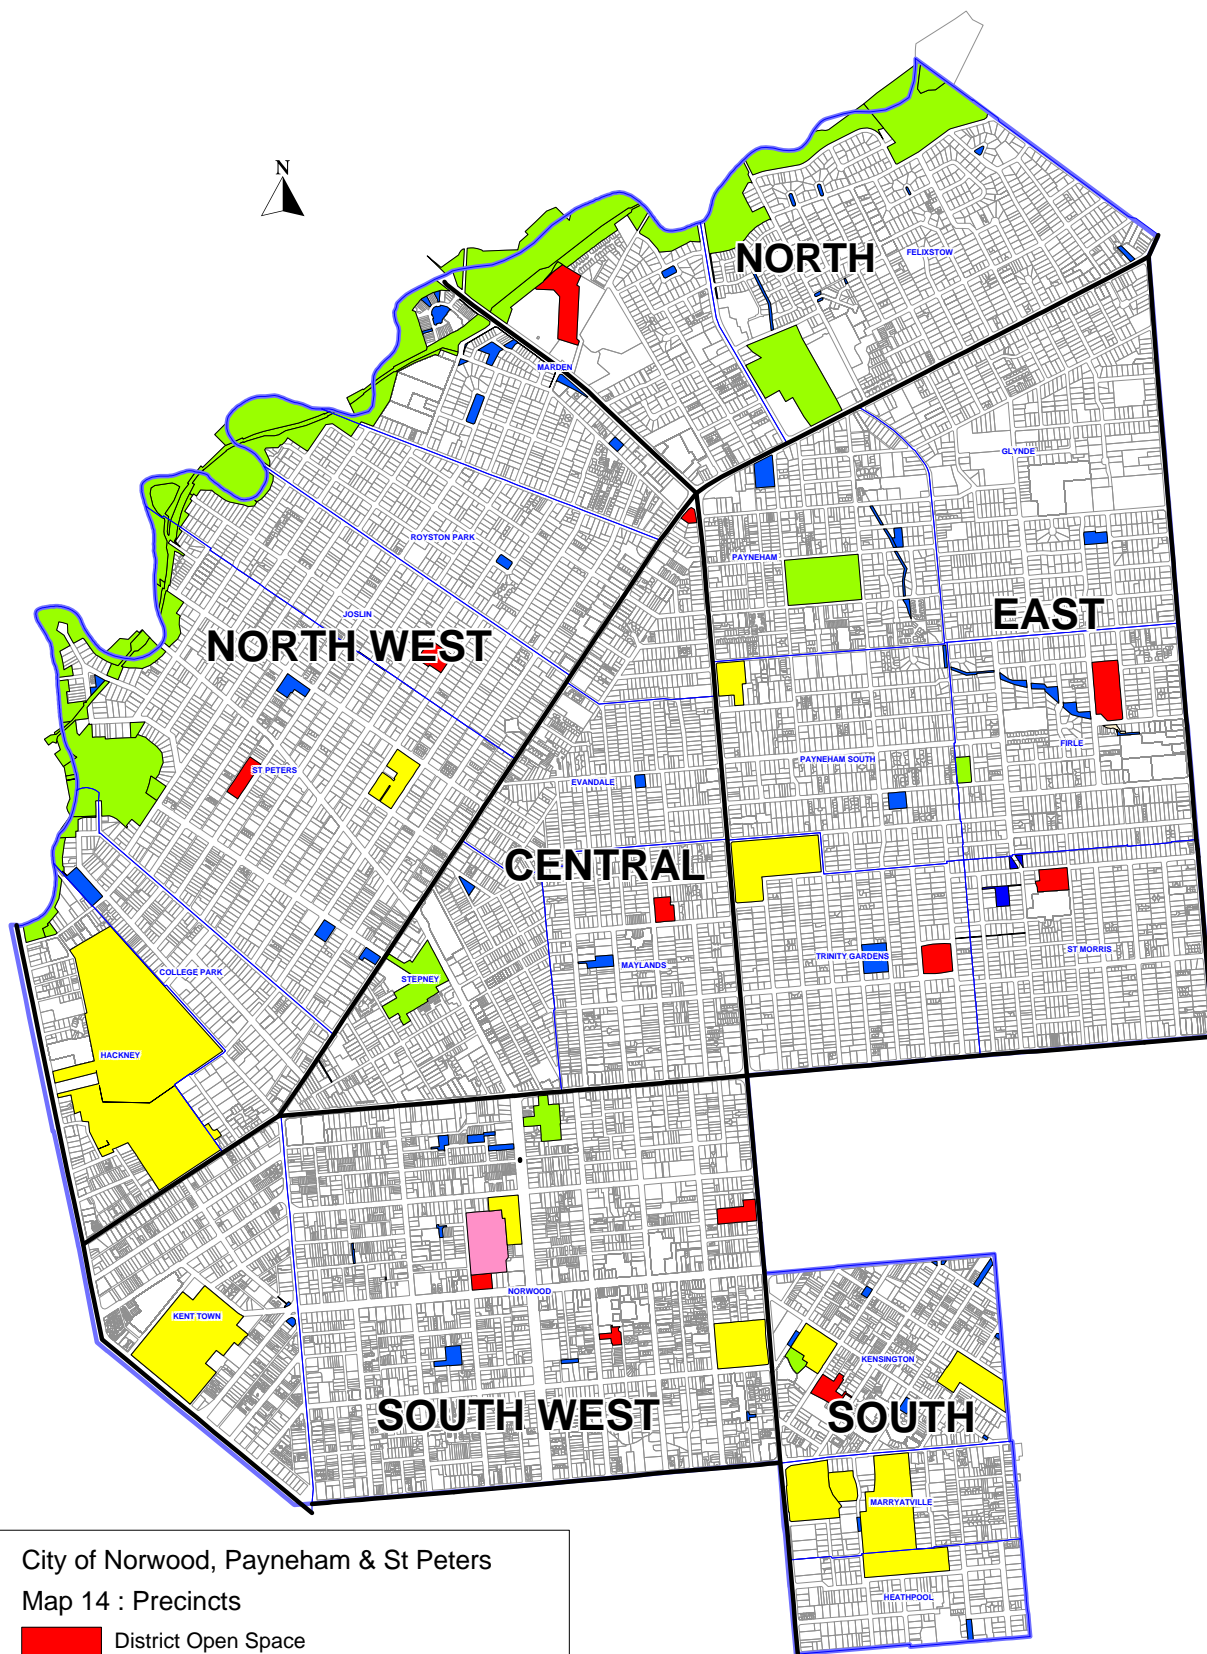 N
NORTH
FELIXSTOW
MARDEN
GLYNDE
ROYSTON PARK
PAYNEHAM
JOSLIN
EAST
NORTH WEST
FIRLE
PAYNEHAM SOUTH
ST PETERS
EVANDALE
CENTRAL
ST MORRIS
TRINITY GARDENS
MAYLANDS
COLLEGE PARK
STEPNEY
HACKNEY
NORWOOD
KENT TOWN
KENSINGTON
SOUTH WEST
SOUTH
MARRYATVILLE
HEATHPOOL
City of Norwood, Payneham & St Peters
Map 14 : Precincts
District Open Space